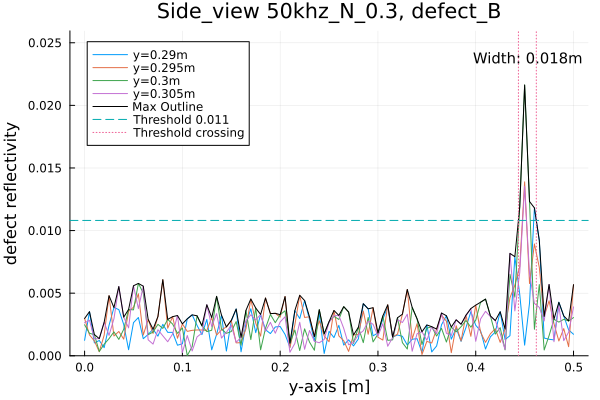 Side_view 50khz_N_0.3, defect_B
Width: 0.018m
y=0.29m
y=0.295m
y=0.3m
y=0.305m
Max Outline
Threshold 0.011
Threshold crossing
defect reflectivity
0.025
0.020
0.015
0.010
0.005
0.000
0.0 0.1 0.2 0.3 0.4 0.5
y-axis [m]